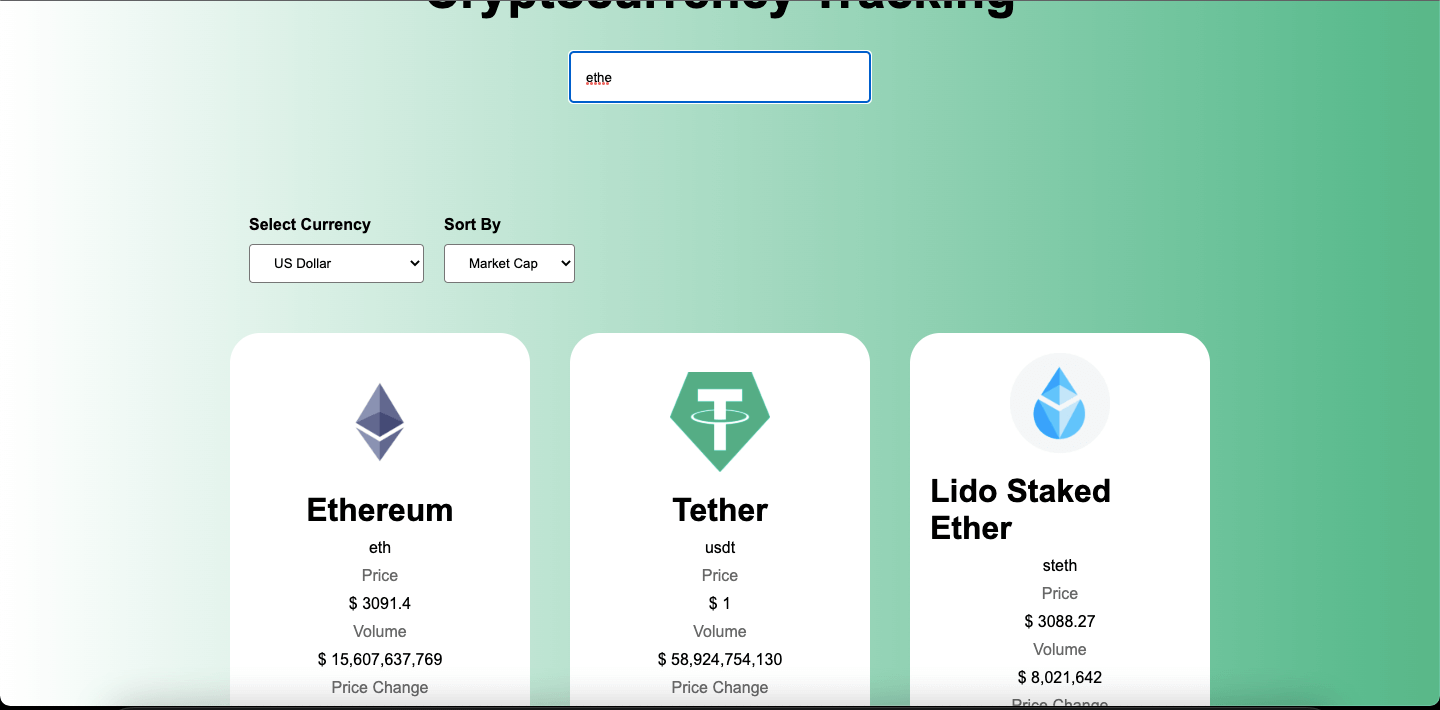 Cryptocurrency Tracking
ethe
Select Currency
Sort By
US Dollar
Market Cap
Ethereum
eth
Price
$ 3091.4
Volume
$ 15,607,637,769
Price Change
Tether
usdt
Price
$ 1
Volume
$ 58,924,754,130
Price Change
Lido Staked
Ether
steth
Price
$ 3088.27
Volume
$ 8,021,642
Price Change